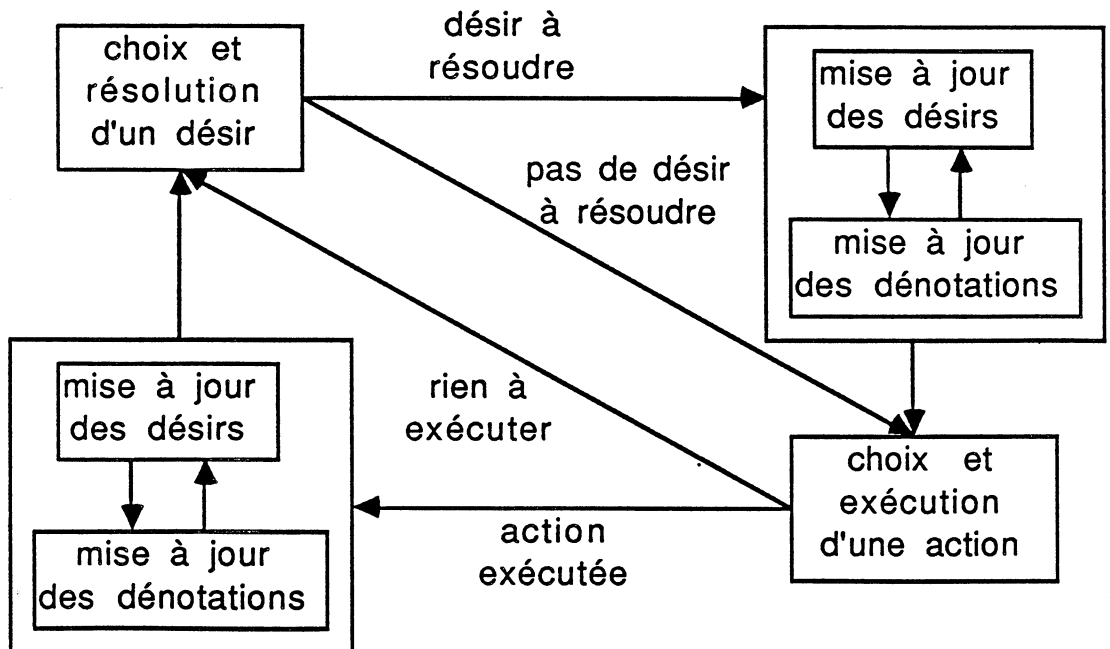 choix et
résolution
d'un désir
désir à
résoudre
mise à jour
des désirs
mise à jour
des dénotations
pas de désir
à résoudre
rien à
exécuter
choix et
exécution
d'une action
action
exécutée
mise à jour
des désirs
mise à jour
des dénotations